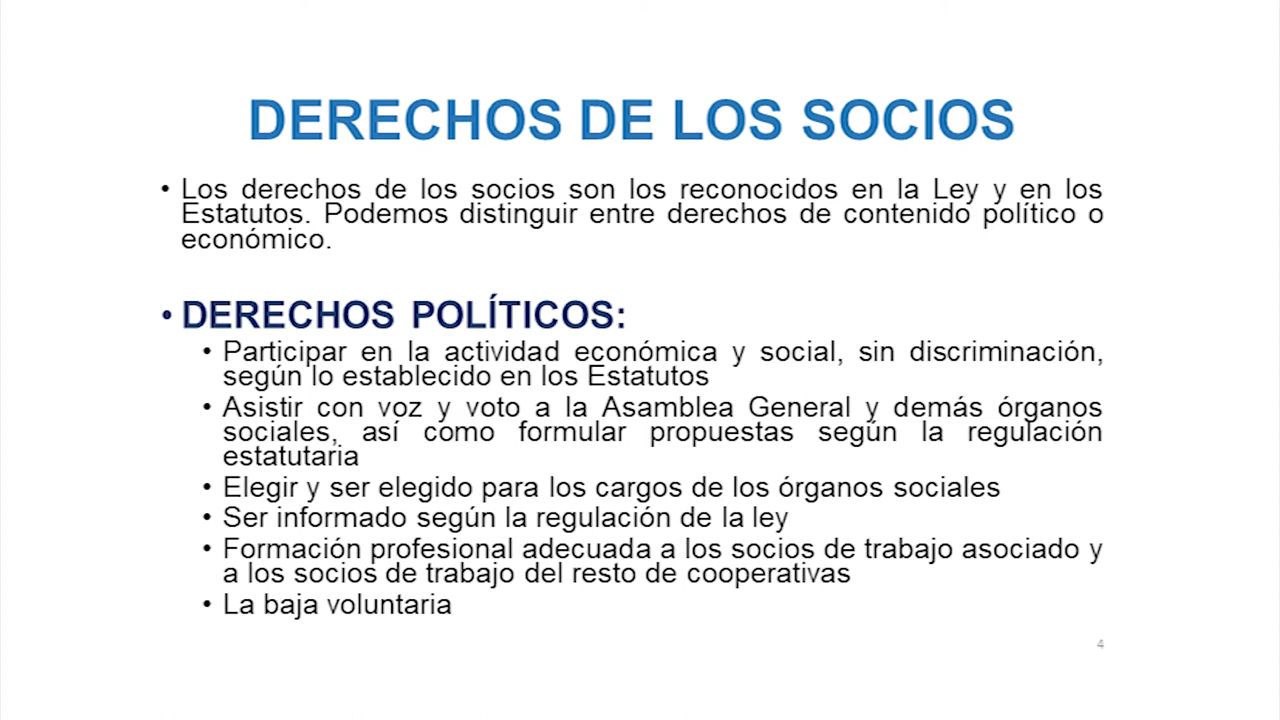 DERECHOS DE LOS SOCIOS
• Los derechos de los socios son los reconocidos en la Ley y en los
Estatutos. Podemos distinguir entre derechos de contenido político o
económico.
• DERECHOS POLÍTICOS:
• Participar en la actividad económica y social, sin discriminación,
según lo establecido en los Estatutos
• Asistir con voz y voto a la Asamblea General y demás órganos
sociales, así como formular propuestas según la regulación
estatutaria
• Elegir y ser elegido para los cargos de los órganos sociales
• Ser informado según la regulación de la ley
• Formación profesional adecuada a los socios de trabajo asociado y
a los socios de trabajo del resto de cooperativas
• La baja voluntaria
4